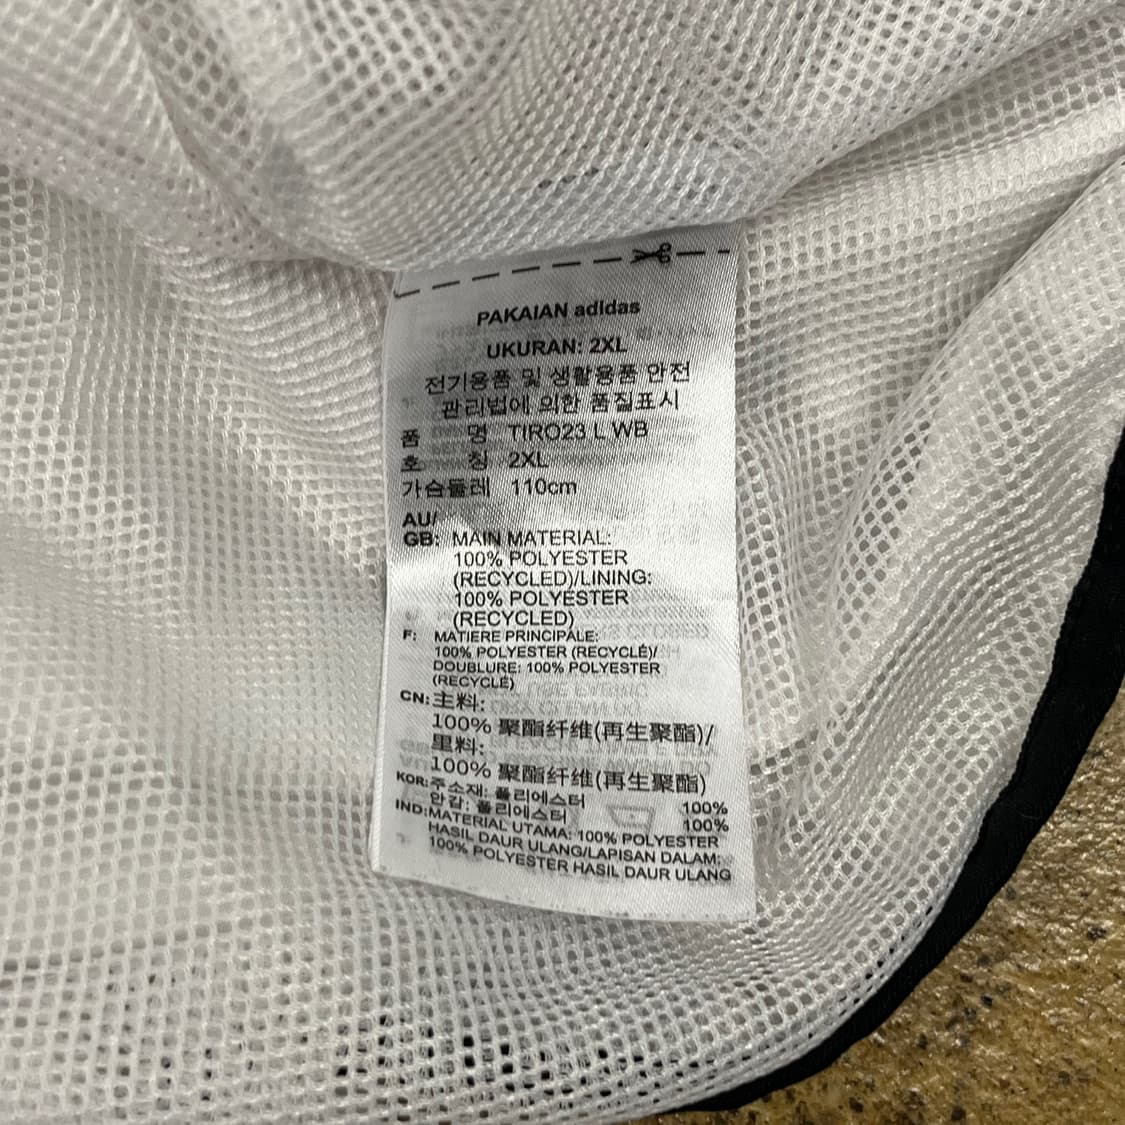 PAKAIAN adidas
UKURAN: 2XL
전기용품 및 생활용품 안전
관리법에 의한 품질표시
품 명 TIRO23 L WB
호 칭 2XL
가슴둘레 110cm
AU/
GB: MAIN MATERIAL:
100% POLYESTER
(RECYCLED)/LINING:
100% POLYESTER
(RECYCLED)
F: MATIERE PRINCIPALE:
100% POLYESTER (RECYCLÉ)/
DOUBLURE: 100% POLYESTER
(RECYCLÉ)
CN: 主料:
100% 聚酯纤维(再生聚酯)/
里料:
100% 聚酯纤维(再生聚酯)
KOR: 주소재: 폴리에스터 100%
안감: 폴리에스터 100%
IND: MATERIAL UTAMA: 100% POLYESTER
HASIL DAUR ULANG/LAPISAN DALAM:
100% POLYESTER HASIL DAUR ULANG